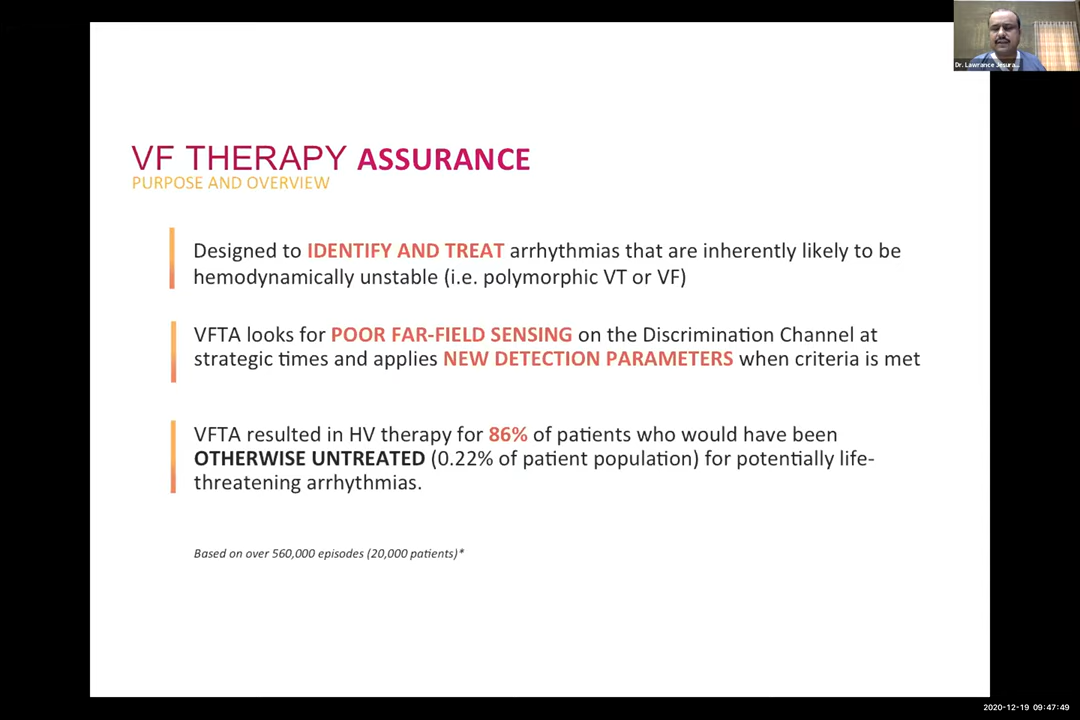 Dr. Lawrance Jesura...
VF THERAPY ASSURANCE
PURPOSE AND OVERVIEW
Designed to IDENTIFY AND TREAT arrhythmias that are inherently likely to be
hemodynamically unstable (i.e. polymorphic VT or VF)
VFTA looks for POOR FAR-FIELD SENSING on the Discrimination Channel at
strategic times and applies NEW DETECTION PARAMETERS when criteria is met
VFTA resulted in HV therapy for 86% of patients who would have been
OTHERWISE UNTREATED (0.22% of patient population) for potentially life-
threatening arrhythmias.
Based on over 560,000 episodes (20,000 patients)*
2020-12-19 09:47:49